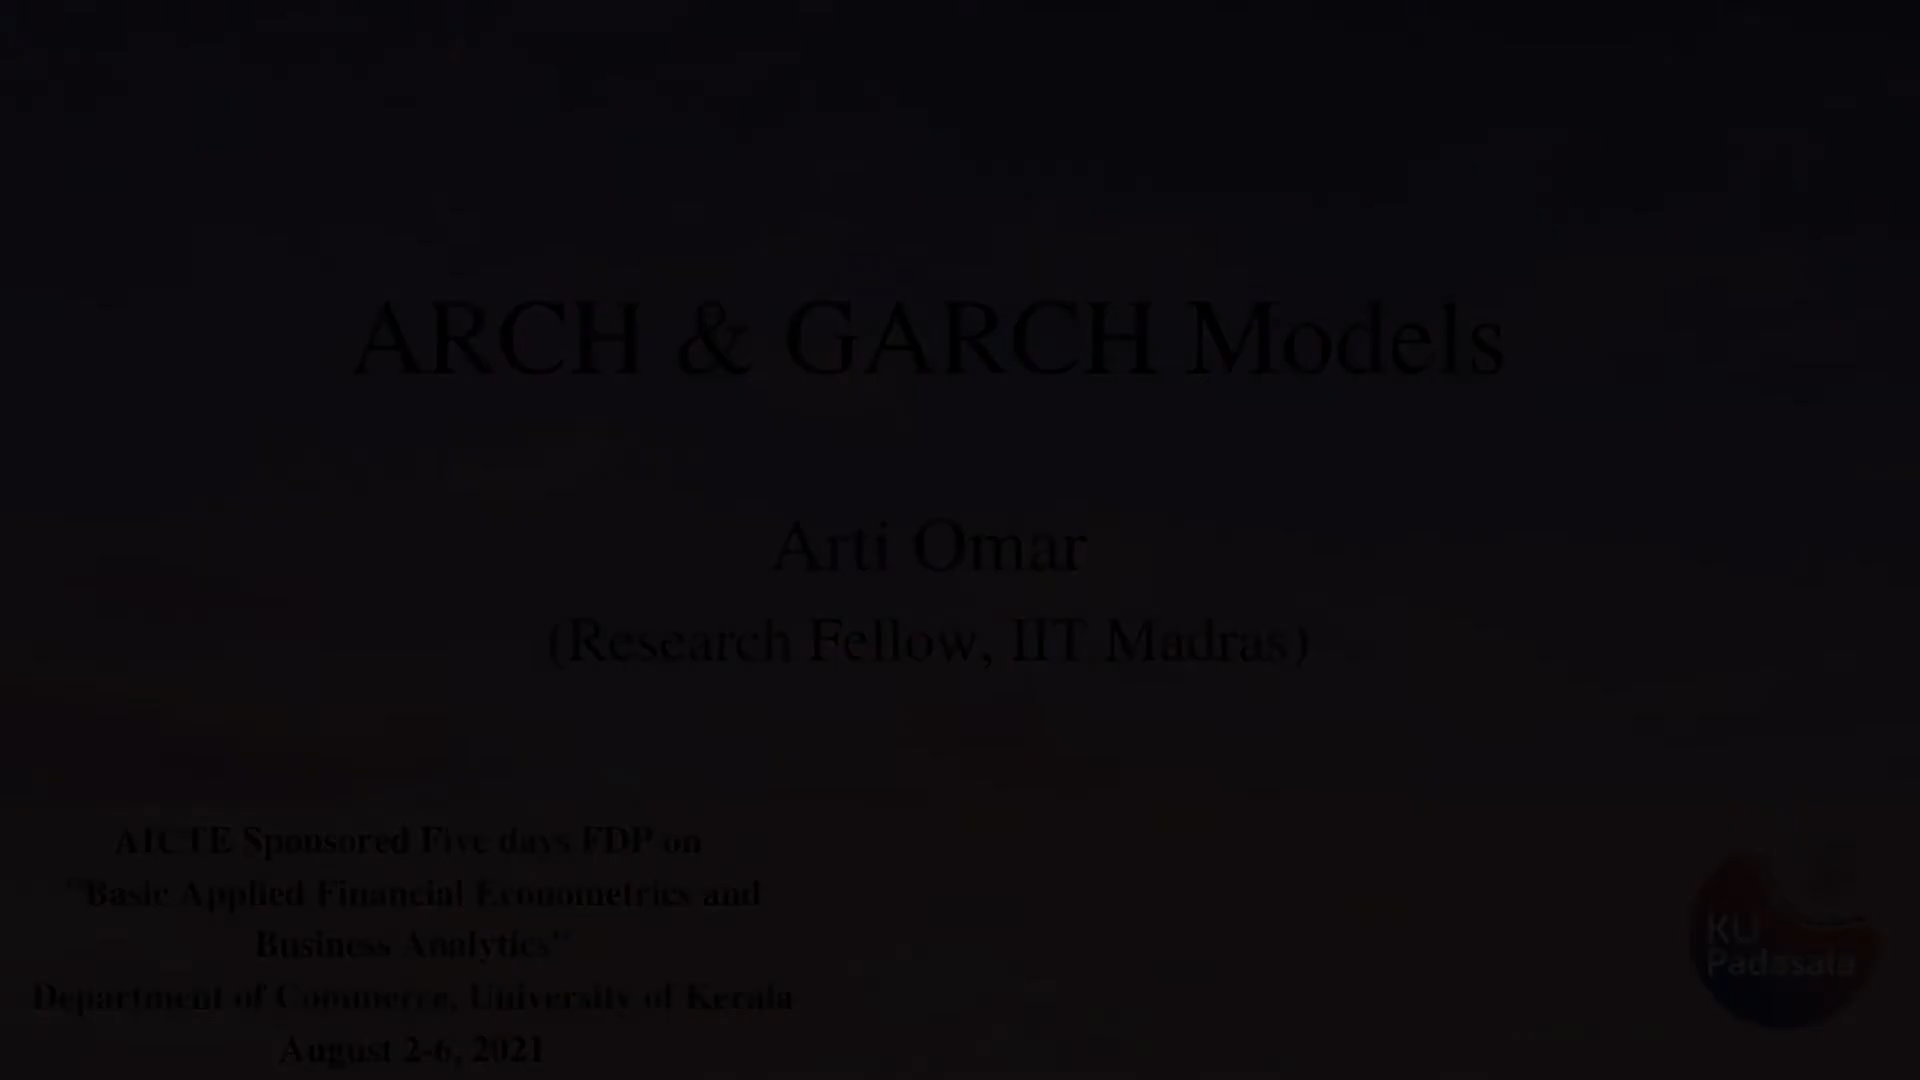 ARCH & GARCH Models
Arti Omar
(Research Fellow, IIT Madras)
AICTE Sponsored Five days FDP on
"Basic Applied Financial Econometrics and
Business Analytics"
Department of Commerce, University of Kerala
August 2-6, 2021
KU
Padasala